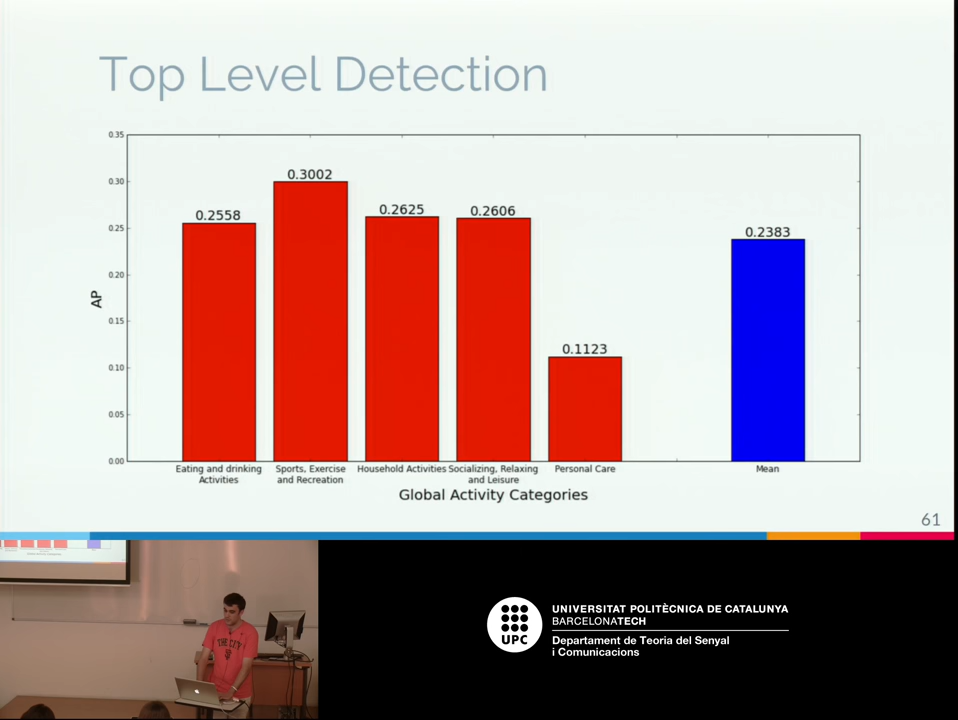 Top Level Detection
0.35
0.30
0.25
0.20
0.15
0.10
0.05
0.00
AP
0.2558
0.3002
0.2625
0.2606
0.1123
0.2383
Eating and drinking
Activities
Sports, Exercise
and Recreation
Household Activities
Socializing, Relaxing
and Leisure
Personal Care
Mean
Global Activity Categories
61
THE CITY
UPC
UNIVERSITAT POLITÈCNICA DE CATALUNYA
BARCELONATECH
Departament de Teoria del Senyal
i Comunicacions